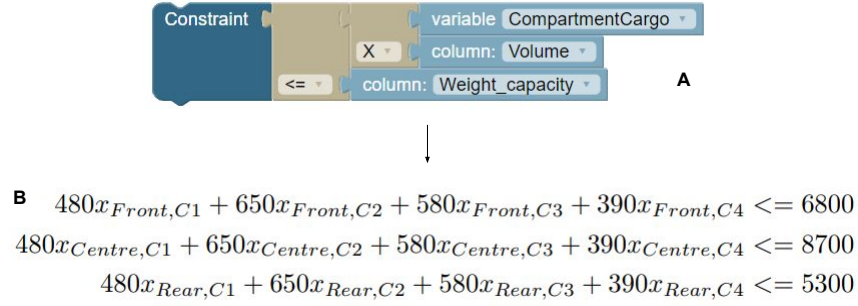 Constraint variable CompartmentCargo
X column: Volume
<= column: Weight_capacity
A
B
480x_{Front,C1} + 650x_{Front,C2} + 580x_{Front,C3} + 390x_{Front,C4} <= 6800
480x_{Centre,C1} + 650x_{Centre,C2} + 580x_{Centre,C3} + 390x_{Centre,C4} <= 8700
480x_{Rear,C1} + 650x_{Rear,C2} + 580x_{Rear,C3} + 390x_{Rear,C4} <= 5300